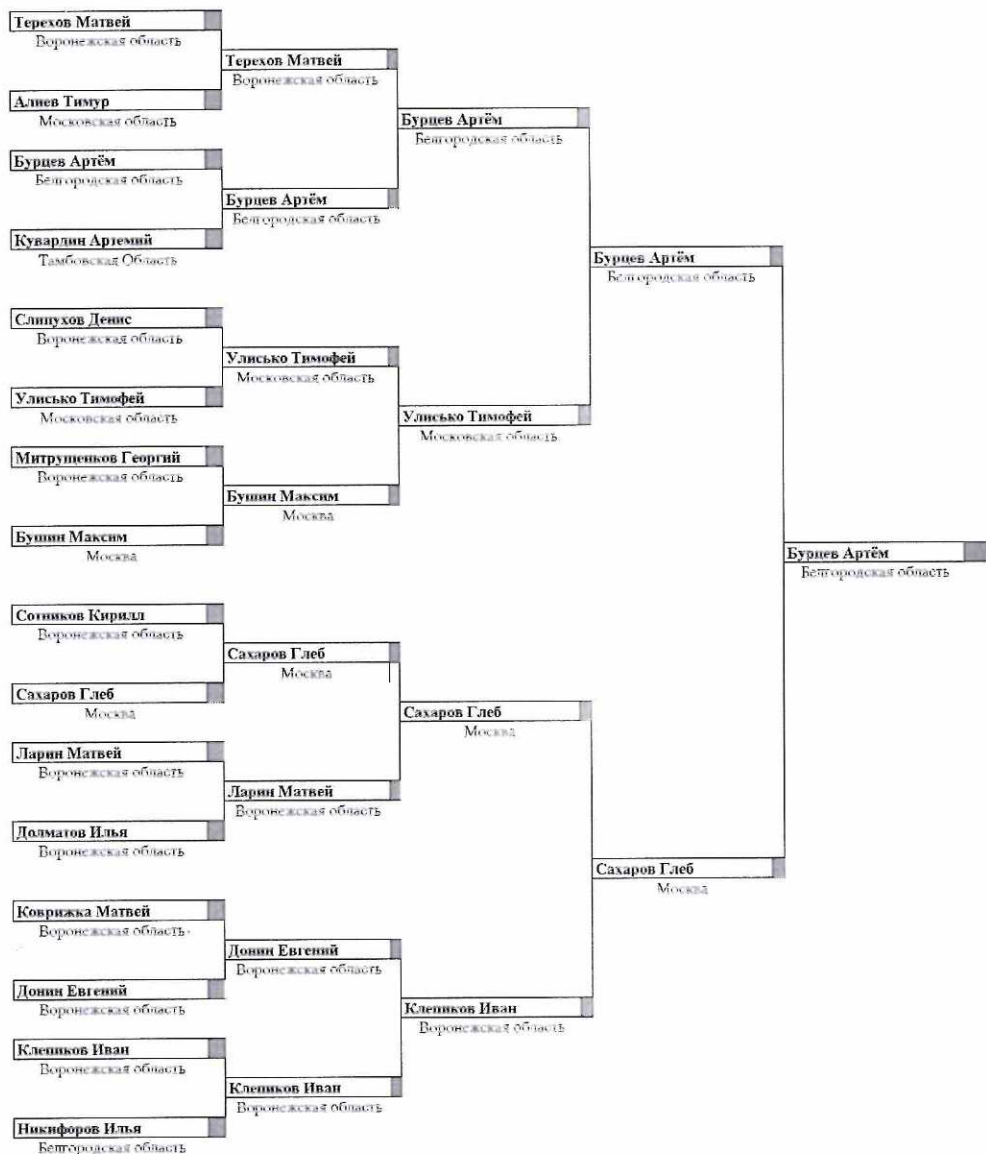 Терехов Матвей
Воронежская область
Алиев Тимур
Московская область
Бурцев Артём
Белгородская область
Кувардин Артемий
Тамбовская Область
Слипухов Денис
Воронежская область
Улисько Тимофей
Московская область
Митрущенков Георгий
Воронежская область
Бушин Максим
Москва
Сотников Кирилл
Воронежская область
Сахаров Глеб
Москва
Ларин Матвей
Воронежская область
Долматов Илья
Воронежская область
Коврижка Матвей
Воронежская область
Донин Евгений
Воронежская область
Клепиков Иван
Воронежская область
Никифоров Илья
Белгородская область
Терехов Матвей
Воронежская область
Бурцев Артём
Белгородская область
Улисько Тимофей
Московская область
Бушин Максим
Москва
Сахаров Глеб
Москва
Ларин Матвей
Воронежская область
Донин Евгений
Воронежская область
Клепиков Иван
Воронежская область
Бурцев Артём
Белгородская область
Улисько Тимофей
Московская область
Сахаров Глеб
Москва
Клепиков Иван
Воронежская область
Бурцев Артём
Белгородская область
Сахаров Глеб
Москва
Бурцев Артём
Белгородская область